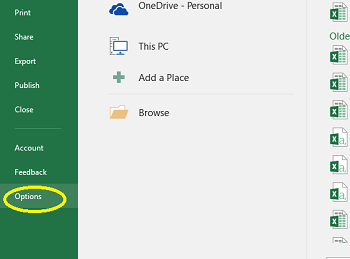 Print
Share
Export
Publish
Close
Account
Feedback
Options
OneDrive - Personal
This PC
Add a Place
Browse
Olde